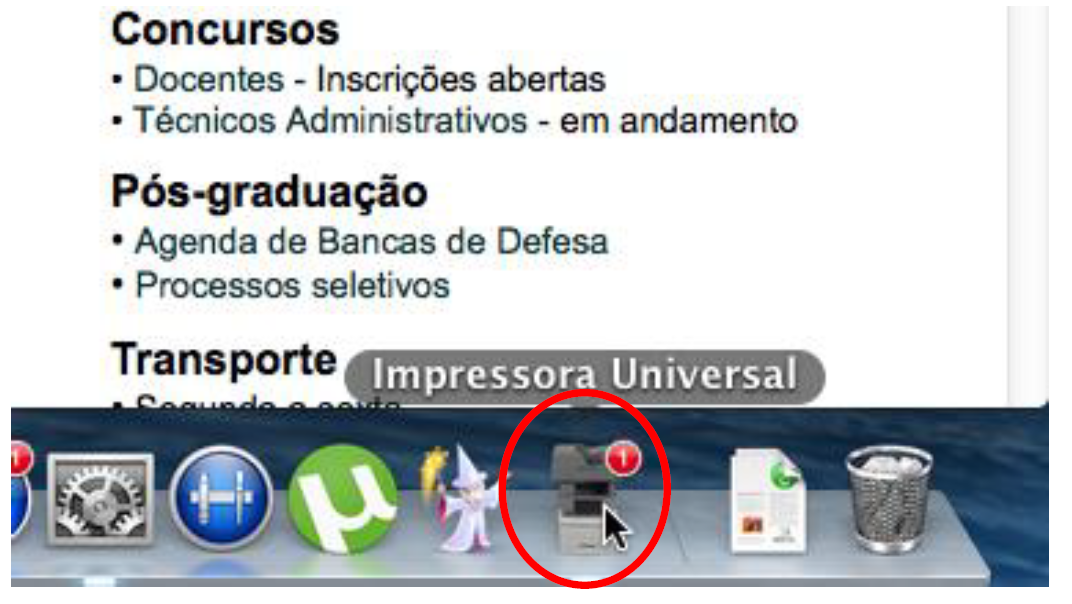 Concursos
• Docentes - Inscrições abertas
• Técnicos Administrativos - em andamento
Pós-graduação
• Agenda de Bancas de Defesa
• Processos seletivos
Transporte
Impressora Universal
• Segunda a sexta
1
µ
1